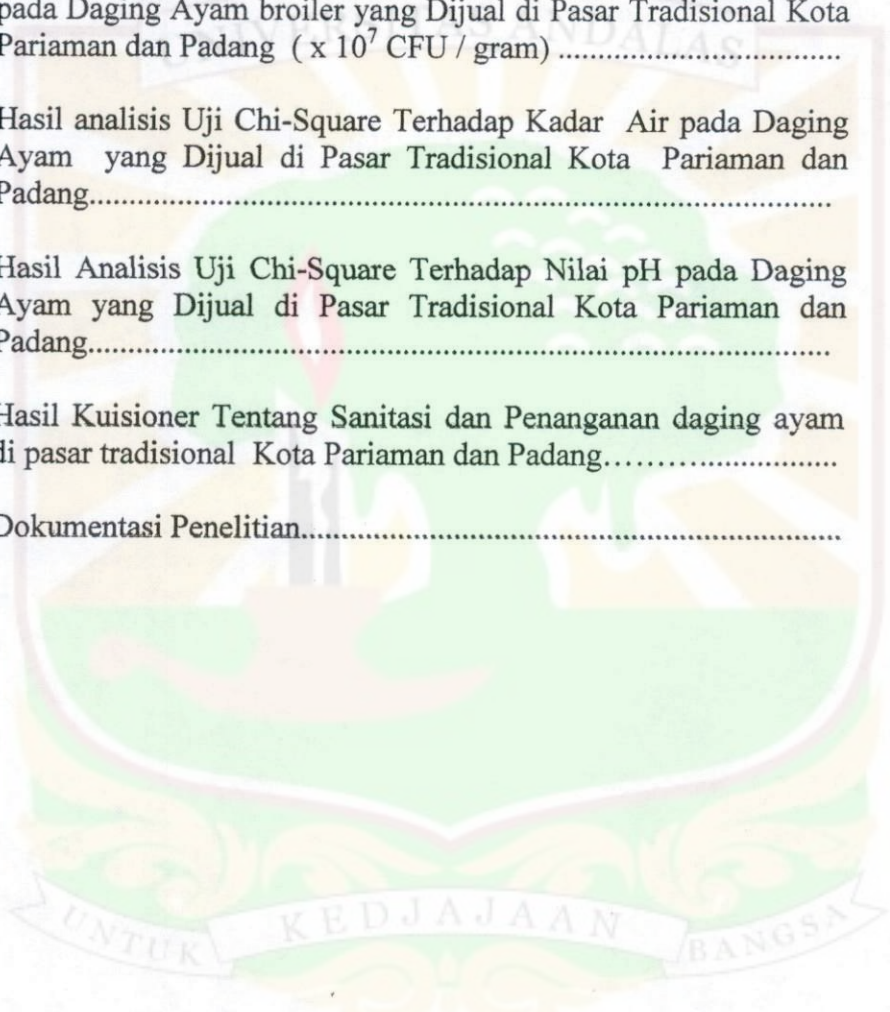 pada Daging Ayam broiler yang Dijual di Pasar Tradisional Kota
Pariaman dan Padang ( x 10⁷ CFU / gram) ..................................
UNIVERSITAS ANDALAS
Hasil analisis Uji Chi-Square Terhadap Kadar Air pada Daging
Ayam yang Dijual di Pasar Tradisional Kota Pariaman dan
Padang..........................................................................................
Hasil Analisis Uji Chi-Square Terhadap Nilai pH pada Daging
Ayam yang Dijual di Pasar Tradisional Kota Pariaman dan
Padang..........................................................................................
Hasil Kuisioner Tentang Sanitasi dan Penanganan daging ayam
di pasar tradisional Kota Pariaman dan Padang............................
Dokumentasi Penelitian.................................................................
UNTUK KEDJAJAAN BANGSA